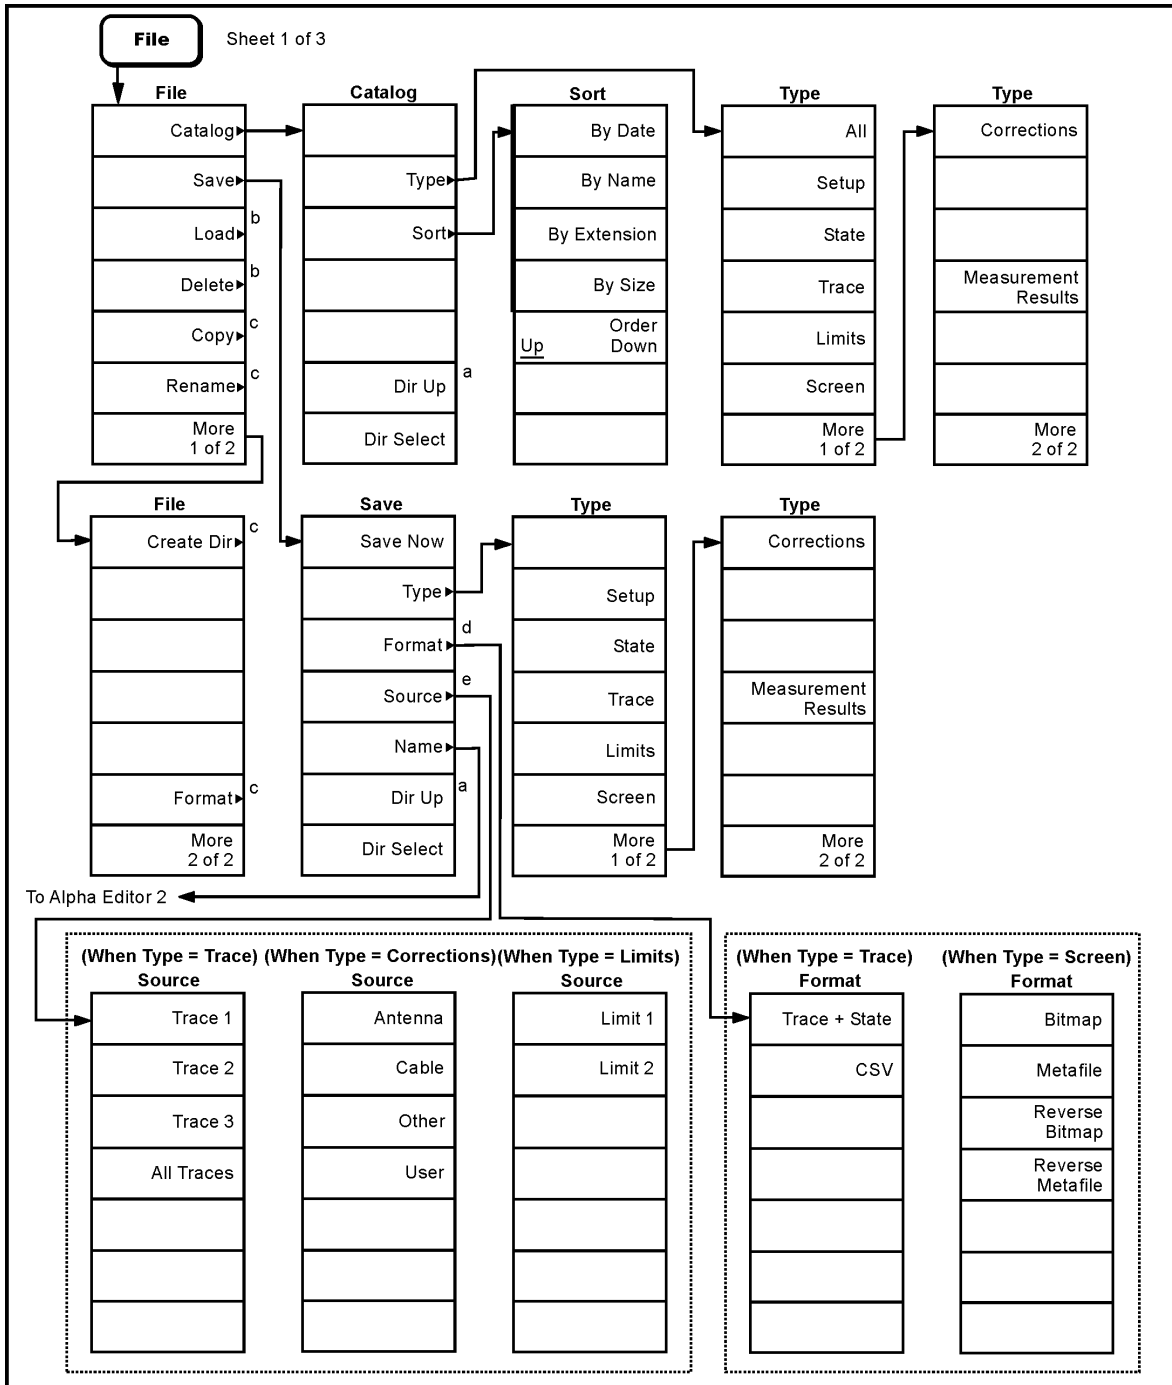 File
Sheet 1 of 3
File
Catalog
Save
b
Load
b
Delete
c
Copy
c
Rename
More
1 of 2
Catalog
Type
Sort
a
Dir Up
Dir Select
Sort
By Date
By Name
By Extension
By Size
Order
Up Down
Type
All
Setup
State
Trace
Limits
Screen
More
1 of 2
Type
Corrections
Measurement
Results
More
2 of 2
File
c
Create Dir
c
Format
More
2 of 2
Save
Save Now
Type
d
Format
e
Source
Name
a
Dir Up
Dir Select
Type
Setup
State
Trace
Limits
Screen
More
1 of 2
Type
Corrections
Measurement
Results
More
2 of 2
To Alpha Editor 2
(When Type = Trace)
Source
Trace 1
Trace 2
Trace 3
All Traces
(When Type = Corrections)
Source
Antenna
Cable
Other
User
(When Type = Limits)
Source
Limit 1
Limit 2
(When Type = Trace)
Format
Trace + State
CSV
(When Type = Screen)
Format
Bitmap
Metafile
Reverse
Bitmap
Reverse
Metafile